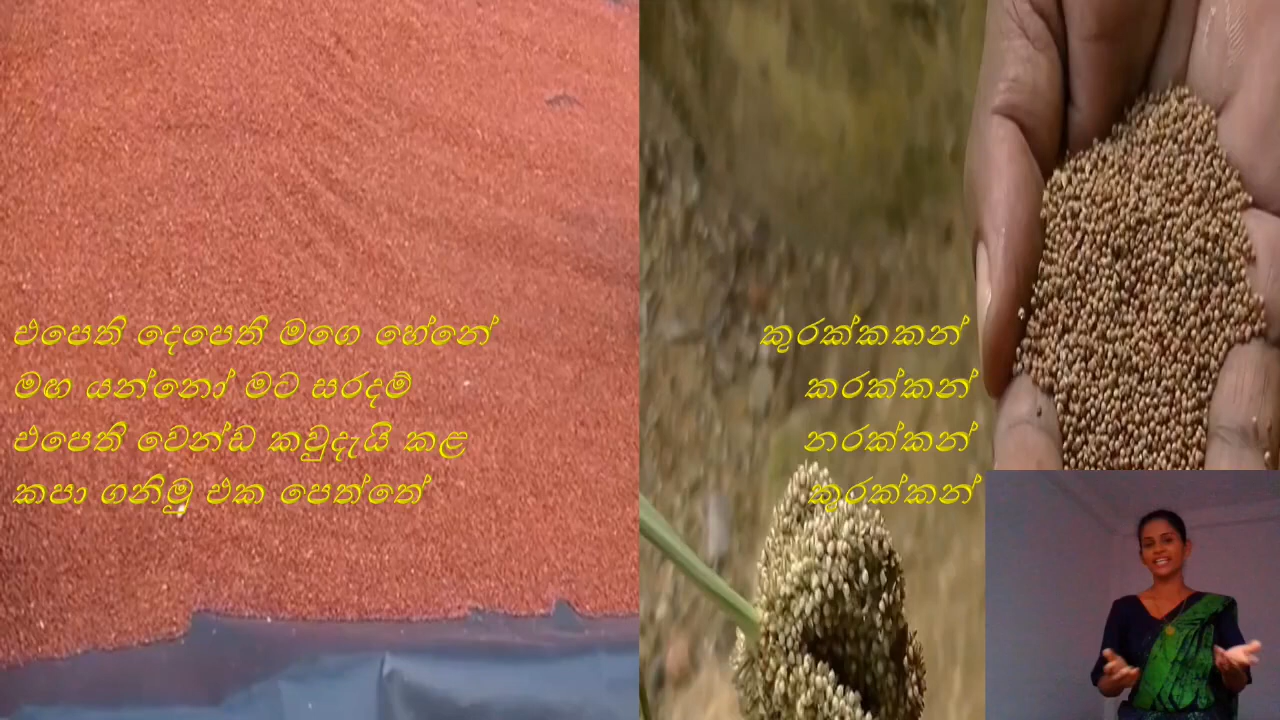 එපෙති දෙපෙති මගෙ හේනේ කුරක්කකන්
මඟ යන්නෝ මට සරදම් කරක්කන්
එපෙති වෙන්ඩ කවුදැයි කළ නරක්කන්
කපා ගනිමු එක පෙත්තේ කුරක්කන්